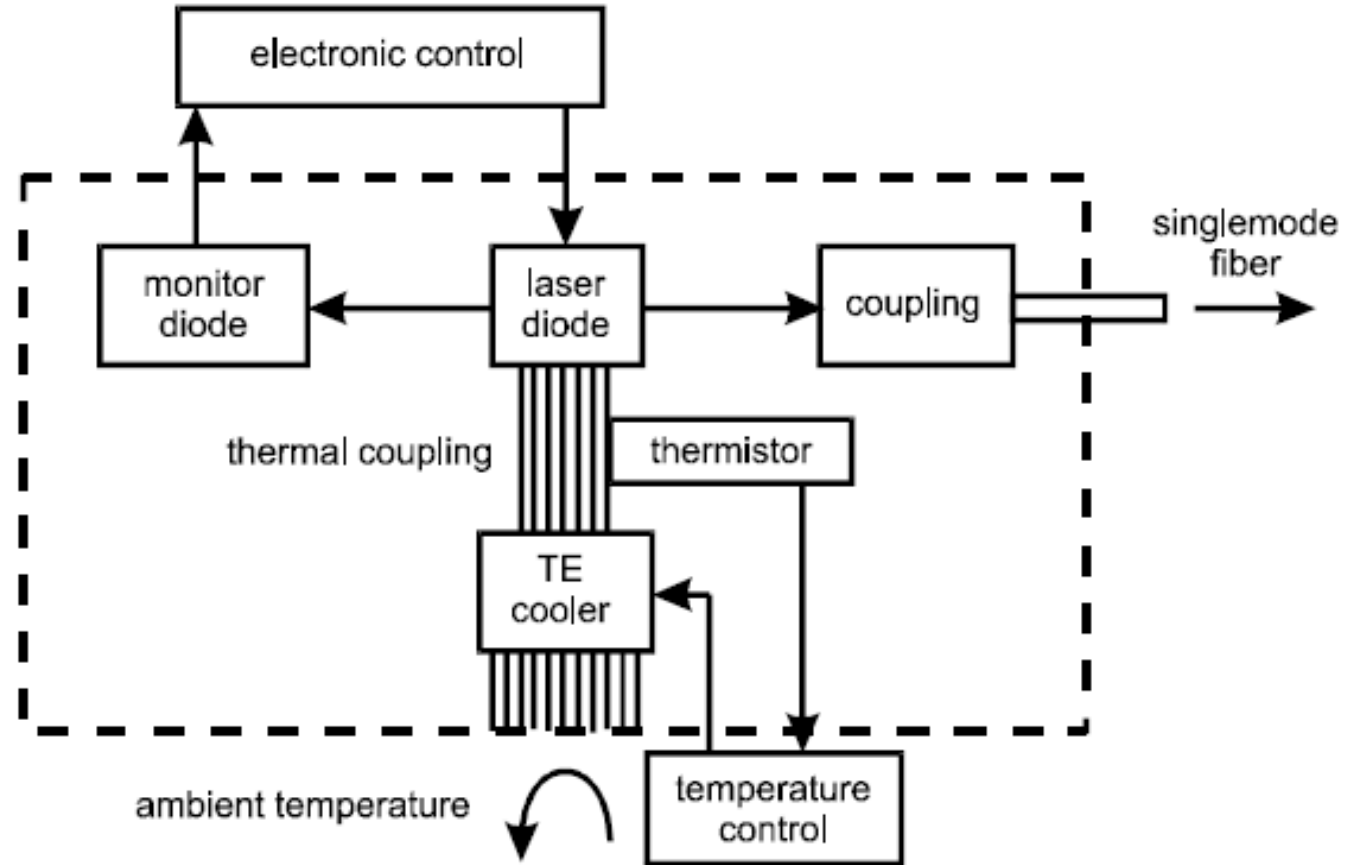 electronic control
singlemode
fiber
monitor
diode
laser
diode
coupling
thermal coupling
thermistor
TE
cooler
ambient temperature
temperature
control